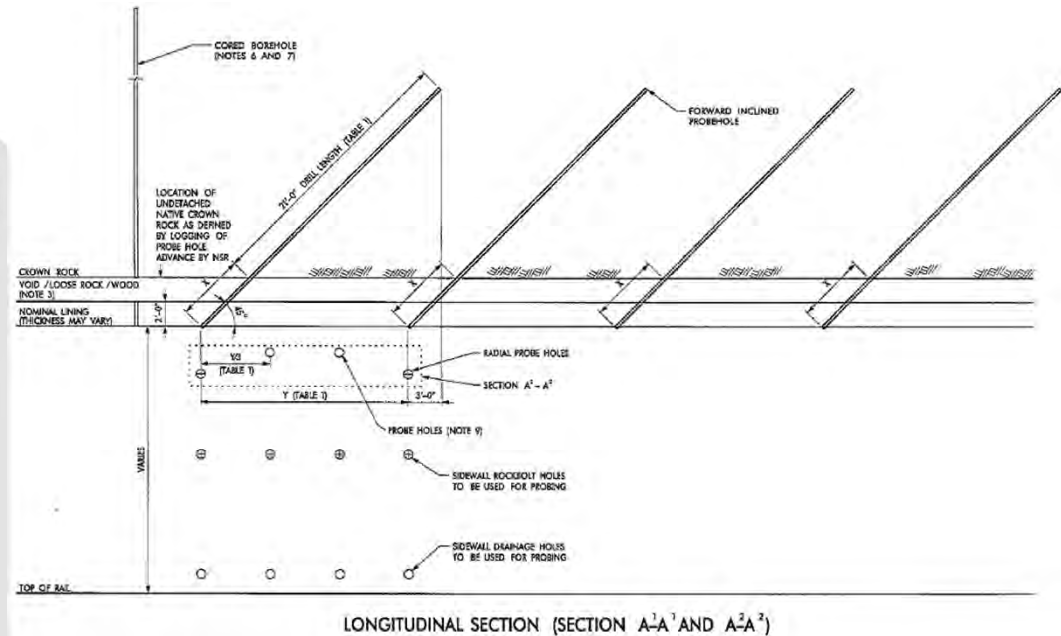 CORED BOREHOLE
(NOTES 6 AND 7)
21'-0" DRILL LENGTH (TABLE 1)
FORWARD INCLINED
PROBEHOLE
LOCATION OF
UNDETACHED
NATIVE CROWN
ROCK AS DEFINED
BY LOGGING OF
PROBE HOLE
ADVANCE BY NSR
CROWN ROCK
VOID /LOOSE ROCK /WOOD
(NOTE 3)
NOMINAL LINING
(THICKNESS MAY VARY)
2'-0"
X
X
X
X
45°
Y/3
(TABLE 1)
RADIAL PROBE HOLES
SECTION A¹-A²
Y (TABLE 1)
3'-0"
PROBE HOLES (NOTE 9)
VARIES
SIDEWALL ROCKBOLT HOLES
TO BE USED FOR PROBING
SIDEWALL DRAINAGE HOLES
TO BE USED FOR PROBING
TOP OF RAIL
LONGITUDINAL SECTION (SECTION A¹-A¹ AND A²-A²)